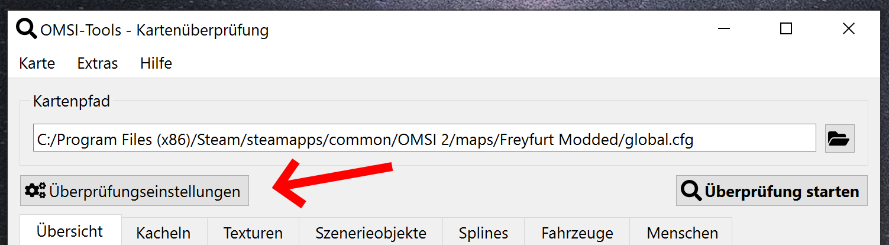 OMSI-Tools - Kartenüberprüfung
Karte Extras Hilfe
Kartenpfad
C:/Program Files (x86)/Steam/steamapps/common/OMSI 2/maps/Freyfurt Modded/global.cfg
Überprüfungseinstellungen Überprüfung starten
Übersicht Kacheln Texturen Szenerieobjekte Splines Fahrzeuge Menschen